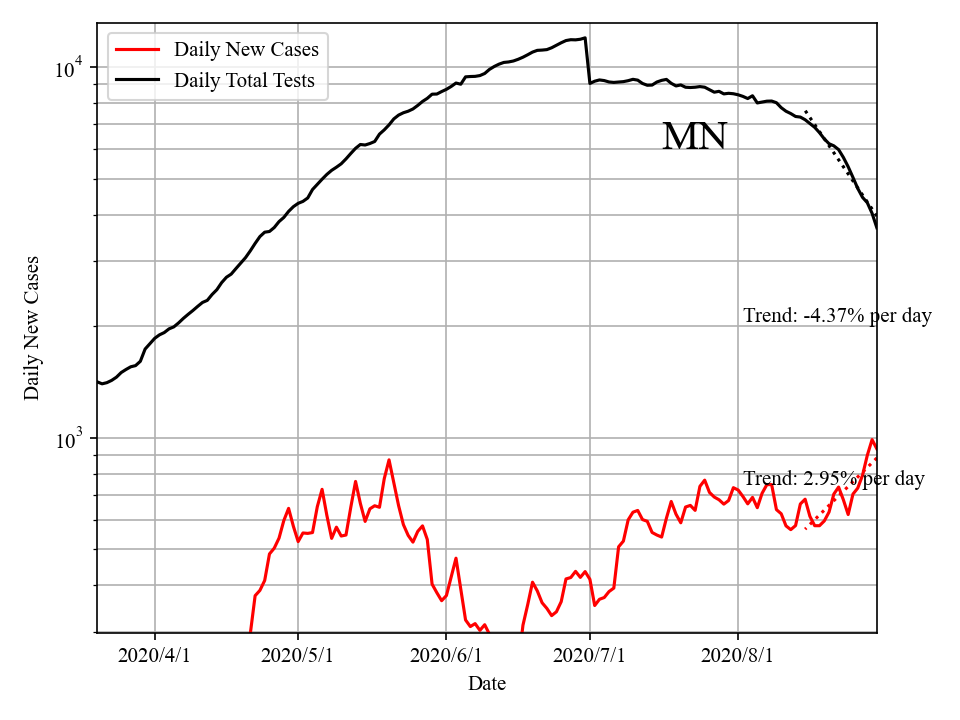 Daily New Cases
Daily Total Tests
10^4
MN
Daily New Cases
Trend: -4.37% per day
10^3
Trend: 2.95% per day
2020/4/1 2020/5/1 2020/6/1 2020/7/1 2020/8/1
Date